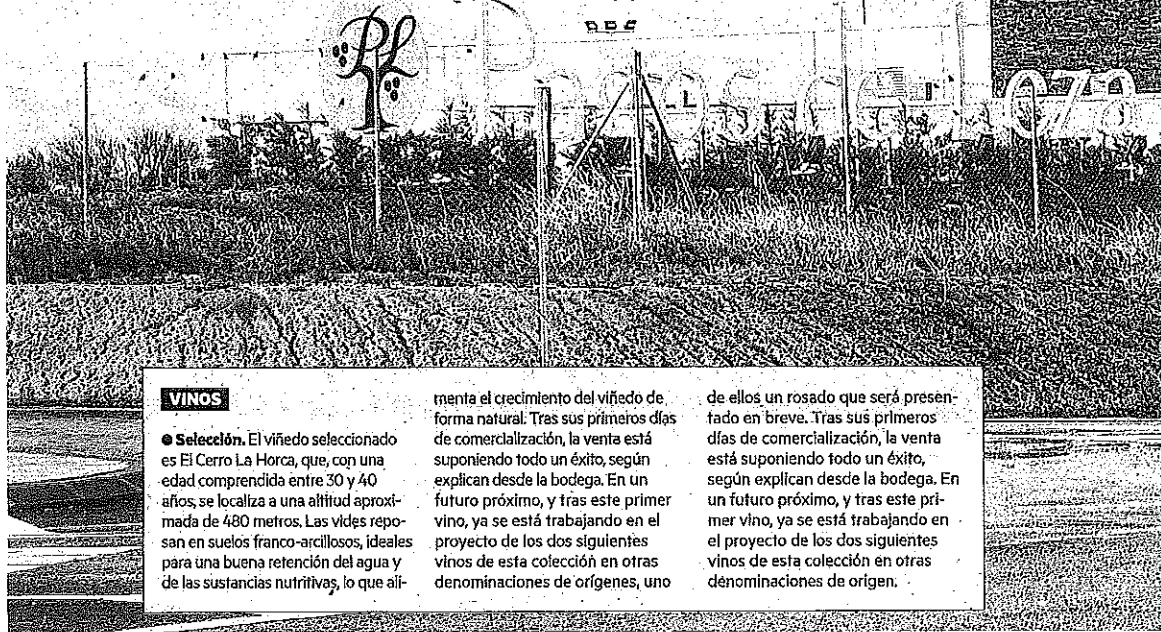 PL
Pagos de Leza
VINOS
● Selección. El viñedo seleccionado
es El Cerro La Horca, que, con una
edad comprendida entre 30 y 40
años, se localiza a una altitud aproxi-
mada de 480 metros. Las vides repo-
san en suelos franco-arcillosos, ideales
para una buena retención del agua y
de las sustancias nutritivas, lo que ali-
menta el crecimiento del viñedo de
forma natural. Tras sus primeros días
de comercialización, la venta está
suponiendo todo un éxito, según
explican desde la bodega. En un
futuro próximo, y tras este primer
vino, ya se está trabajando en el
proyecto de los dos siguientes
vinos de esta colección en otras
denominaciones de orígenes, uno
de ellos un rosado que será presen-
tado en breve. Tras sus primeros
días de comercialización, la venta
está suponiendo todo un éxito,
según explican desde la bodega. En
un futuro próximo, y tras este pri-
mer vino, ya se está trabajando en
el proyecto de los dos siguientes
vinos de esta colección en otras
denominaciones de origen.